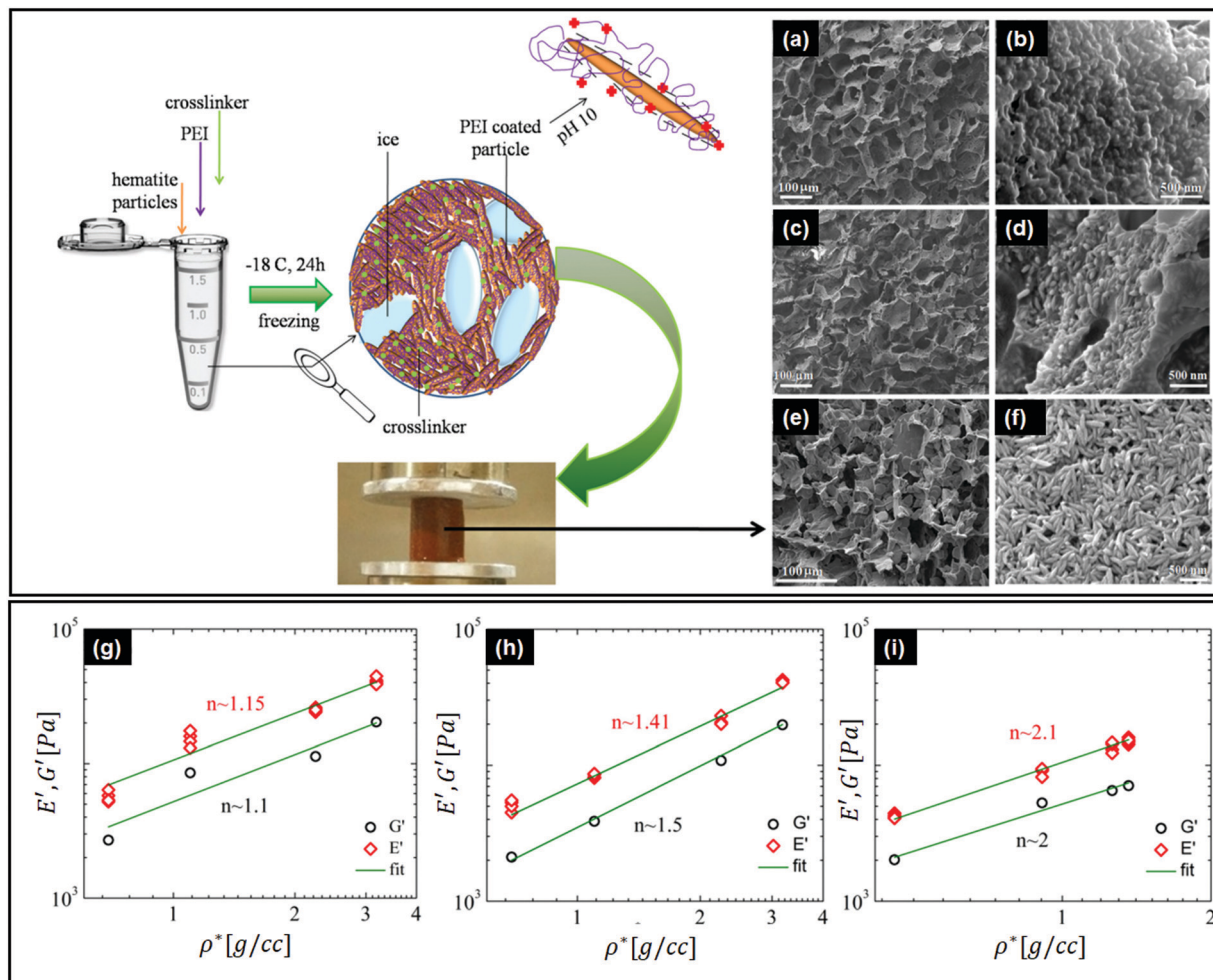 crosslinker
PEI
hematite
particles
1.5
1.0
0.5
0.1
-18 C, 24h
freezing
ice
PEI coated
particle
pH 10
crosslinker
(a)
100 μm
(b)
500 nm
(c)
100 μm
(d)
500 nm
(e)
100 μm
(f)
500 nm
(g)
10^5
10^3
E′, G′ [Pa]
n~1.15
n~1.1
G'
E'
fit
1 2 3 4
ρ* [g/cc]
(h)
10^5
10^3
E′, G′ [Pa]
n~1.41
n~1.5
G'
E'
fit
1 2 3 4
ρ* [g/cc]
(i)
10^5
10^3
E′, G′ [Pa]
n~2.1
n~2
G'
E'
fit
1 2
ρ* [g/cc]